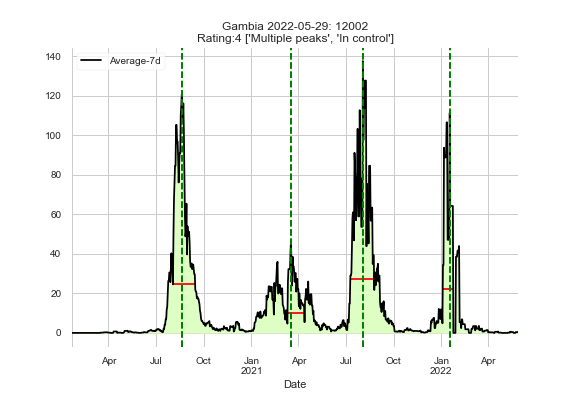 Gambia 2022-05-29: 12002
Rating:4 ['Multiple peaks', 'In control']
Average-7d
140
120
100
80
60
40
20
0
Apr Jul Oct Jan Apr Jul Oct Jan Apr
2021 2022
Date